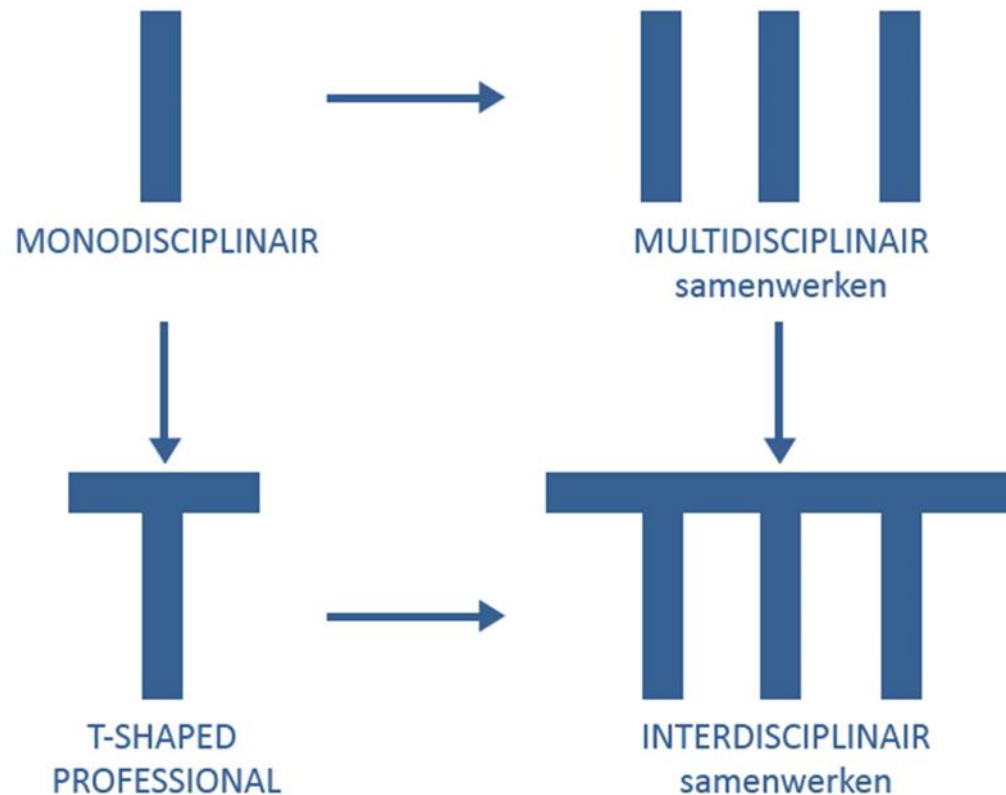 MONODISCIPLINAIR
MULTIDISCIPLINAIR
samenwerken
T-SHAPED
PROFESSIONAL
INTERDISCIPLINAIR
samenwerken